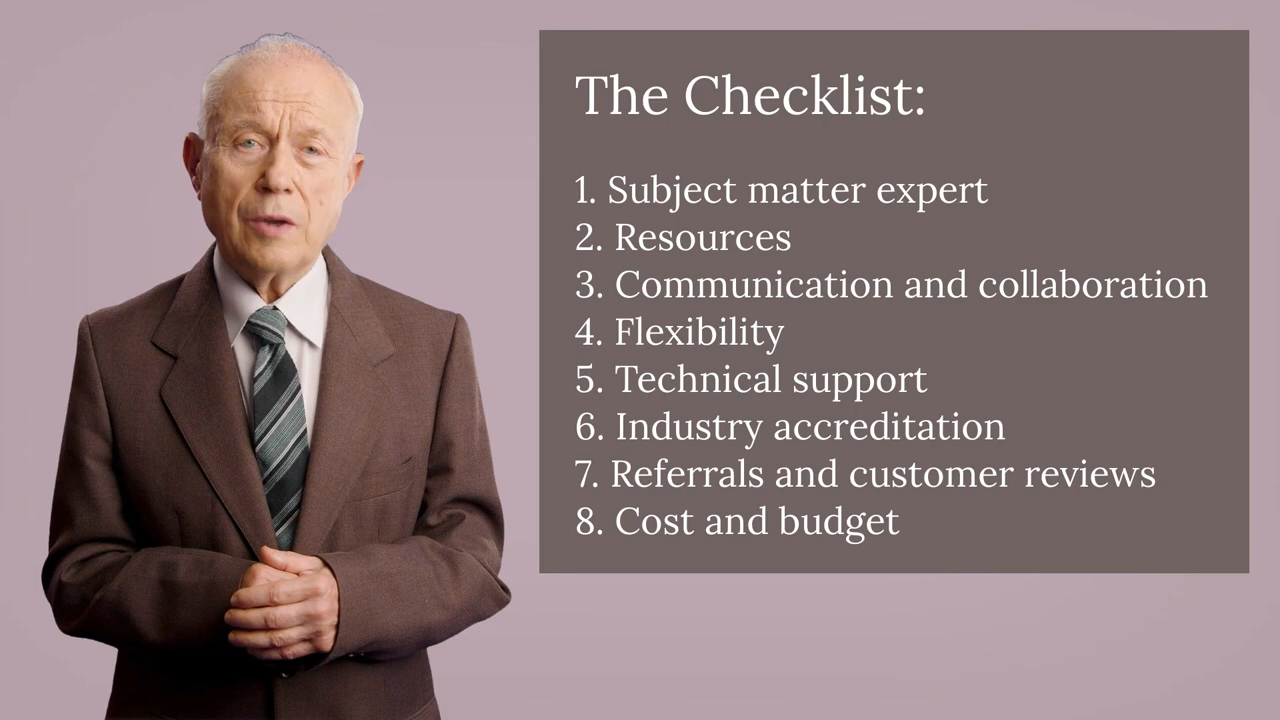 The Checklist:
1. Subject matter expert
2. Resources
3. Communication and collaboration
4. Flexibility
5. Technical support
6. Industry accreditation
7. Referrals and customer reviews
8. Cost and budget